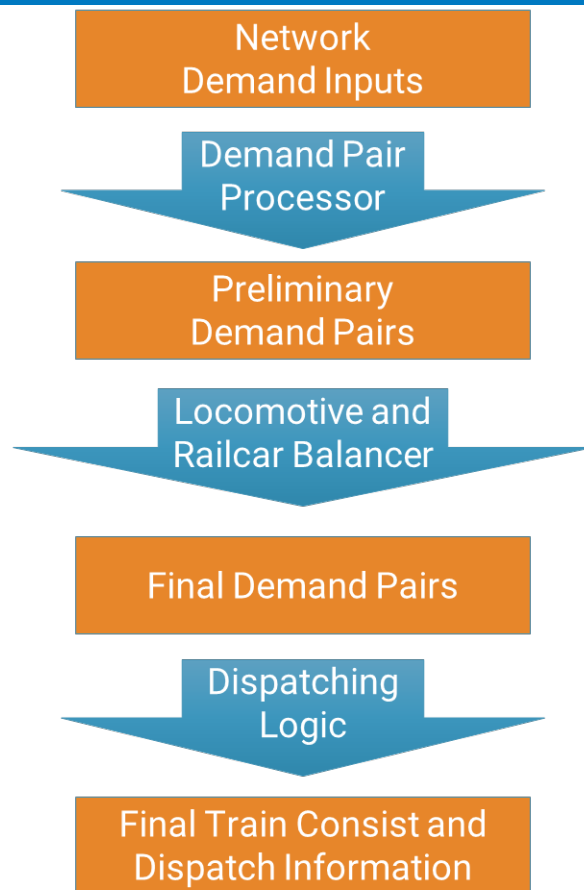 Network
Demand Inputs
Demand Pair
Processor
Preliminary
Demand Pairs
Locomotive and
Railcar Balancer
Final Demand Pairs
Dispatching
Logic
Final Train Consist and
Dispatch Information